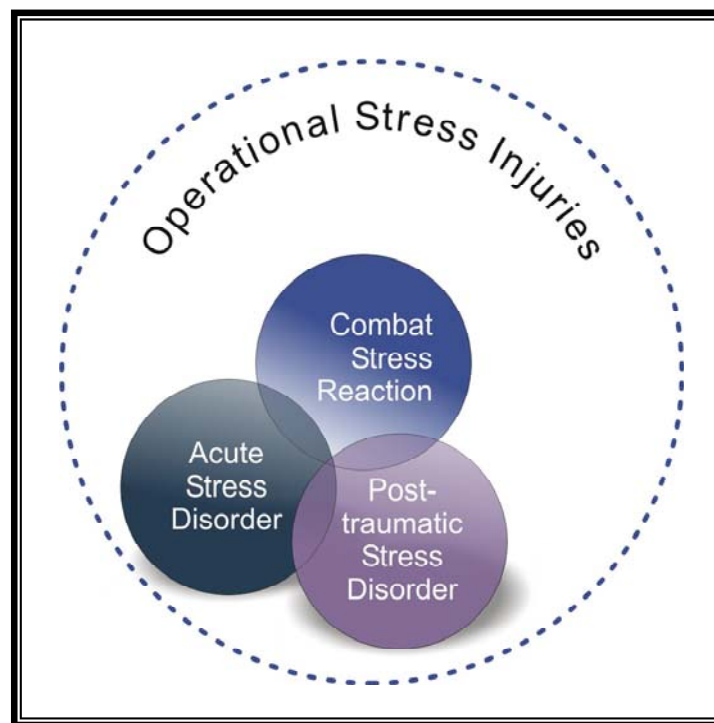 Operational Stress Injuries
Combat
Stress
Reaction
Acute
Stress
Disorder
Post-
traumatic
Stress
Disorder